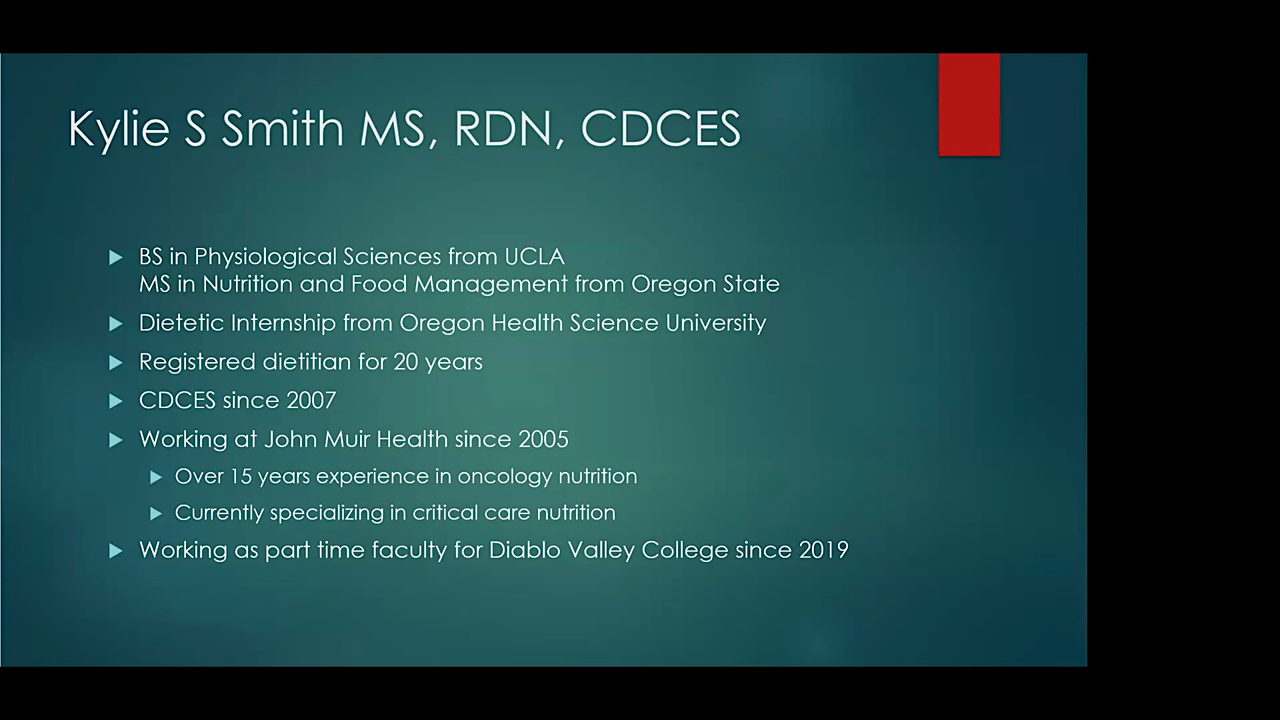 Kylie S Smith MS, RDN, CDCES
BS in Physiological Sciences from UCLA
MS in Nutrition and Food Management from Oregon State
Dietetic Internship from Oregon Health Science University
Registered dietitian for 20 years
CDCES since 2007
Working at John Muir Health since 2005
Over 15 years experience in oncology nutrition
Currently specializing in critical care nutrition
Working as part time faculty for Diablo Valley College since 2019